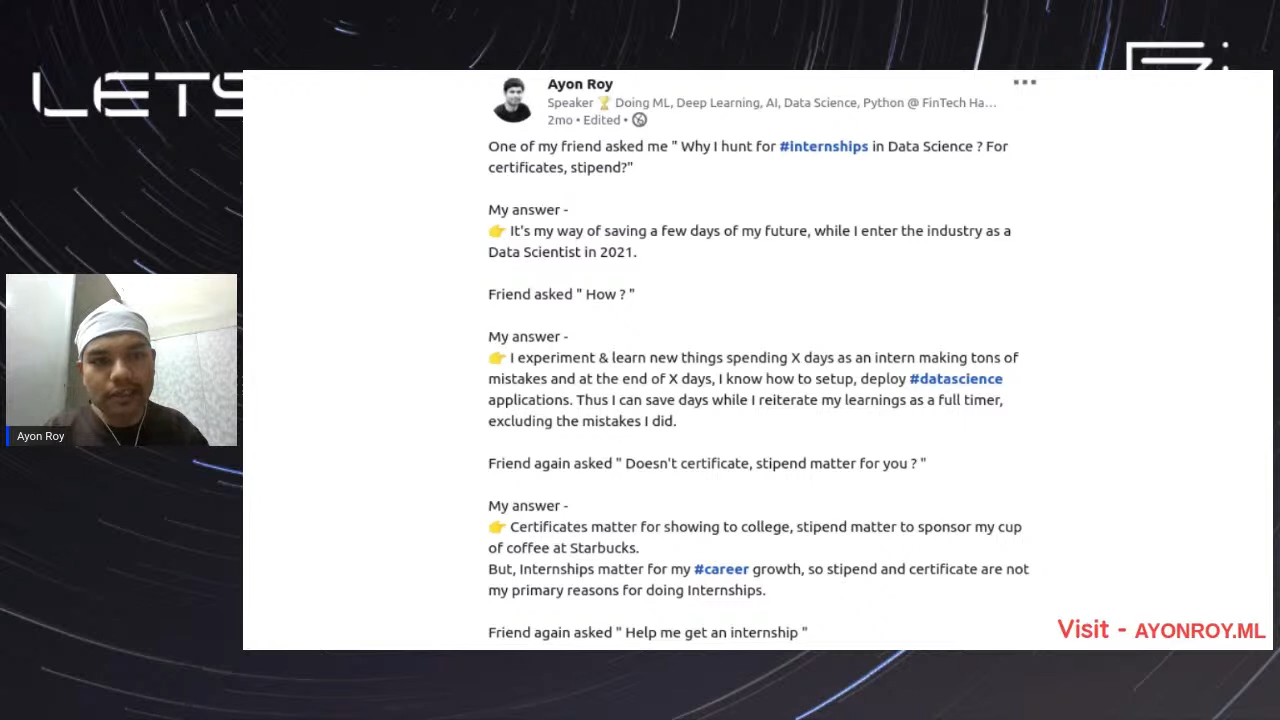 LETS
Ayon Roy
Speaker 🏆 Doing ML, Deep Learning, AI, Data Science, Python @ FinTech Ha...
2mo • Edited •
One of my friend asked me " Why I hunt for #internships in Data Science ? For
certificates, stipend?"
My answer -
👉 It's my way of saving a few days of my future, while I enter the industry as a
Data Scientist in 2021.
Friend asked " How ? "
My answer -
👉 I experiment & learn new things spending X days as an intern making tons of
mistakes and at the end of X days, I know how to setup, deploy #datascience
applications. Thus I can save days while I reiterate my learnings as a full timer,
excluding the mistakes I did.
Friend again asked " Doesn't certificate, stipend matter for you ? "
My answer -
👉 Certificates matter for showing to college, stipend matter to sponsor my cup
of coffee at Starbucks.
But, Internships matter for my #career growth, so stipend and certificate are not
my primary reasons for doing Internships.
Friend again asked " Help me get an internship "
Ayon Roy
Visit - AYONROY.ML